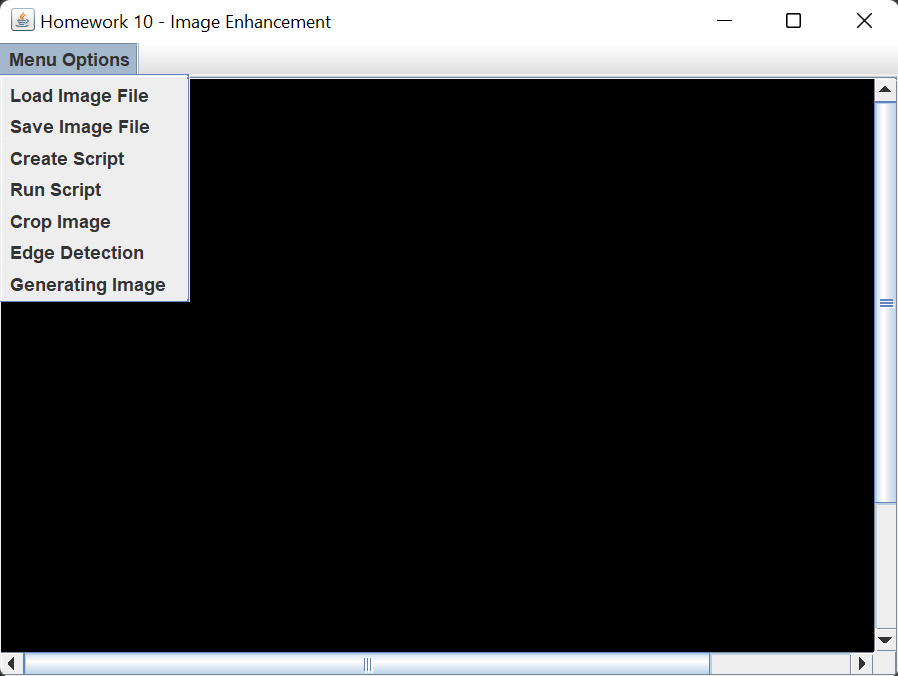 Homework 10 - Image Enhancement
Menu Options
Load Image File
Save Image File
Create Script
Run Script
Crop Image
Edge Detection
Generating Image